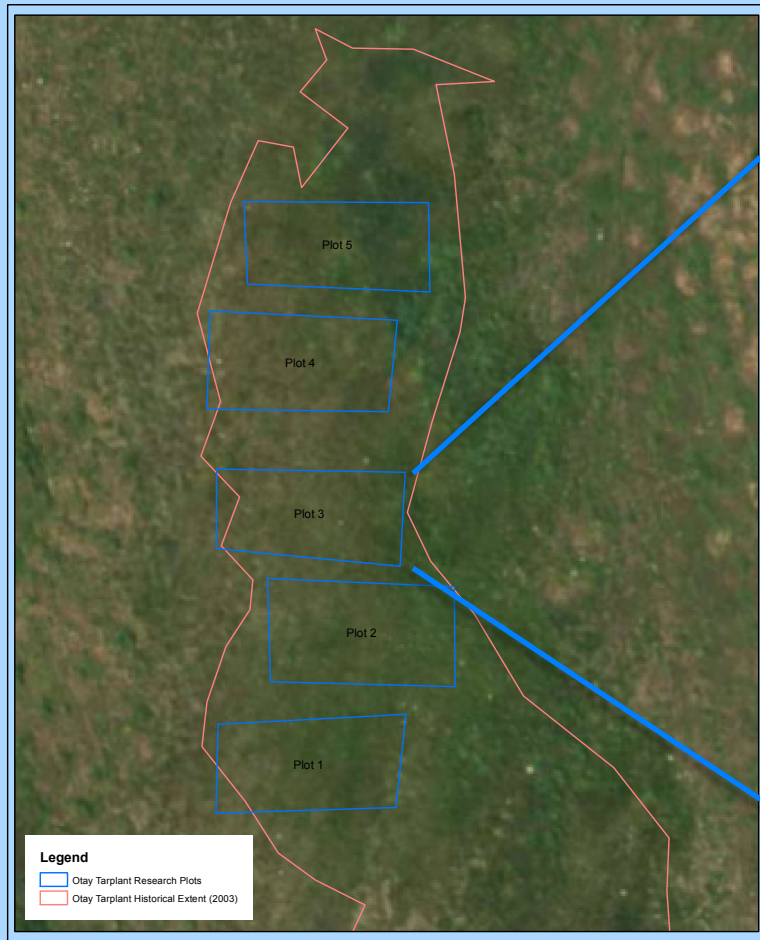 Plot 5
Plot 4
Plot 3
Plot 2
Plot 1
Legend
Otay Tarplant Research Plots
Otay Tarplant Historical Extent (2003)